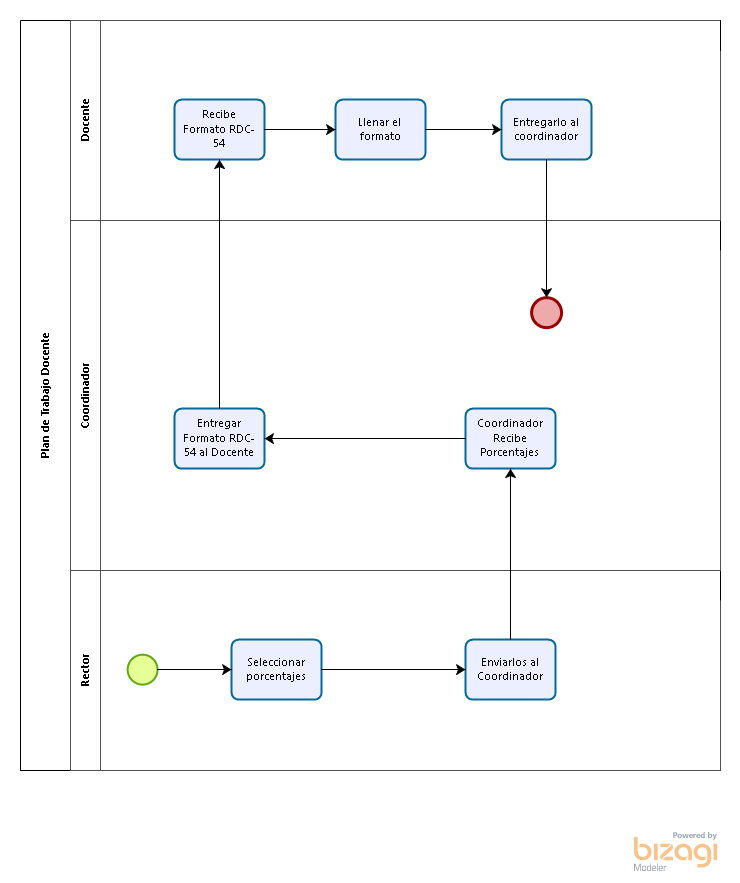 Plan de Trabajo Docente
Docente
Recibe
Formato RDC-
54
Llenar el
formato
Entregarlo al
coordinador
Coordinador
Entregar
Formato RDC-
54 al Docente
Coordinador
Recibe
Porcentajes
Rector
Seleccionar
porcentajes
Enviarlos al
Coordinador
Powered by
bizagi
Modeler